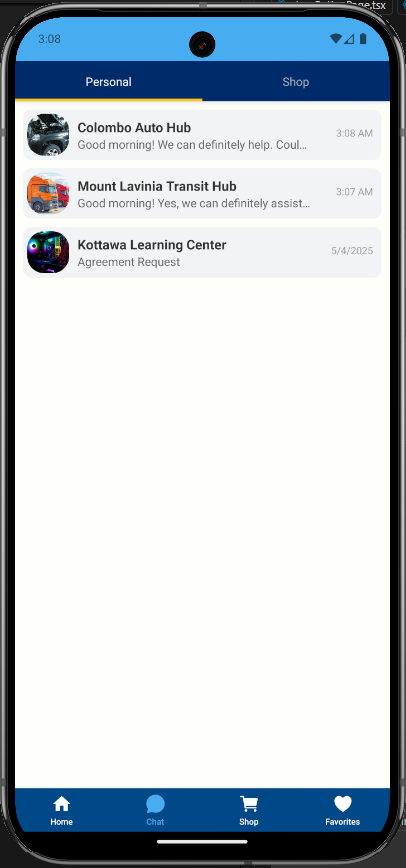 Page.tsx
3:08
Personal
Shop
Colombo Auto Hub
Good morning! We can definitely help. Coul...
3:08 AM
Mount Lavinia Transit Hub
Good morning! Yes, we can definitely assist...
3:07 AM
Kottawa Learning Center
Agreement Request
5/4/2025
Home
Chat
Shop
Favorites